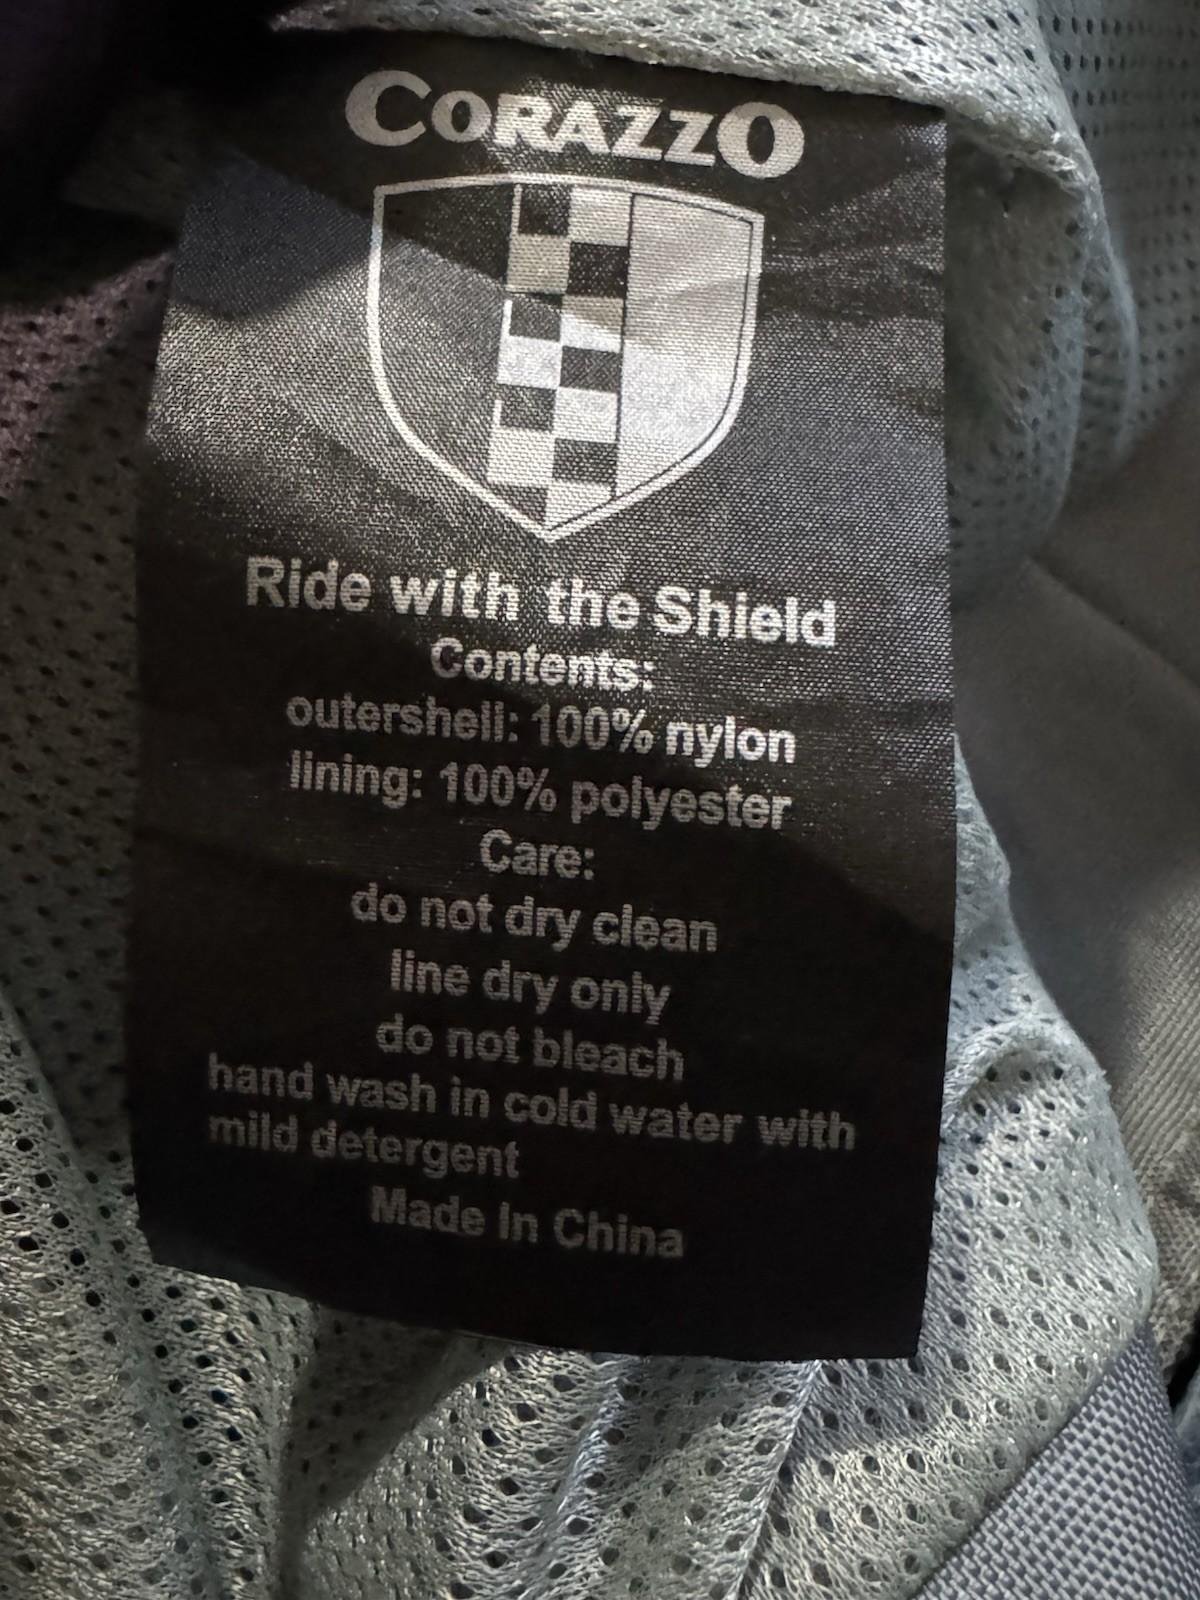 CORAZZO
Ride with the Shield
Contents:
outershell: 100% nylon
lining: 100% polyester
Care:
do not dry clean
line dry only
do not bleach
hand wash in cold water with
mild detergent
Made In China